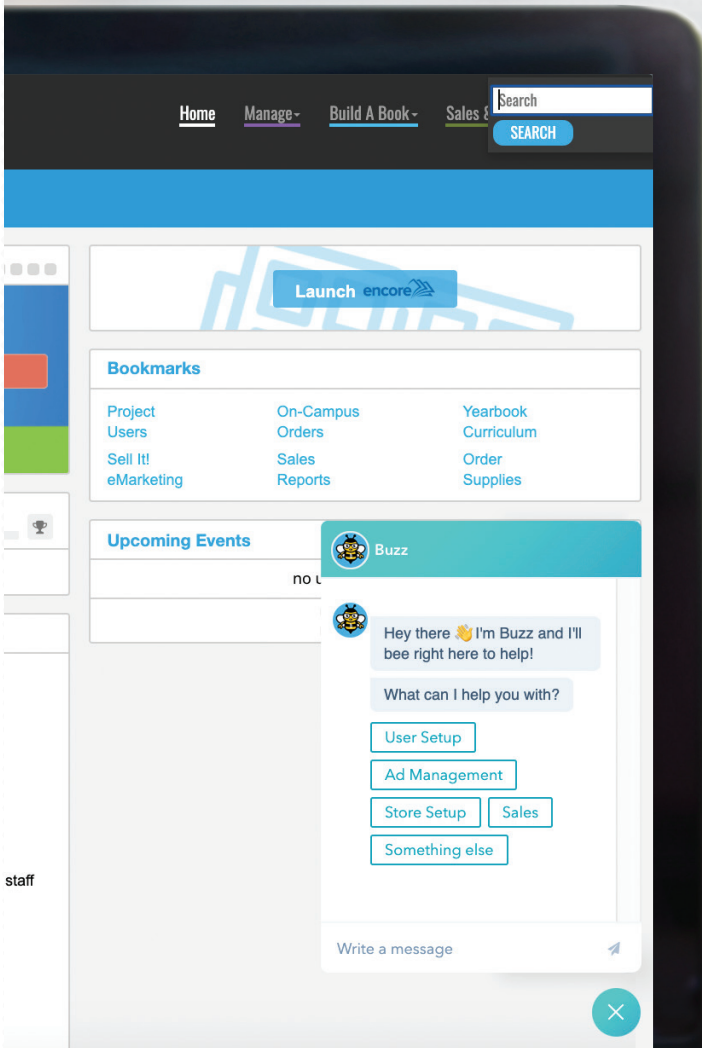 Home Manage Build A Book Sales &
Search
SEARCH
Launch encore
Bookmarks
Project Users
On-Campus Orders
Yearbook Curriculum
Sell It! eMarketing
Sales Reports
Order Supplies
Upcoming Events
no u
Buzz
Hey there 👋 I'm Buzz and I'll
bee right here to help!
What can I help you with?
User Setup
Ad Management
Store Setup Sales
Something else
staff
Write a message